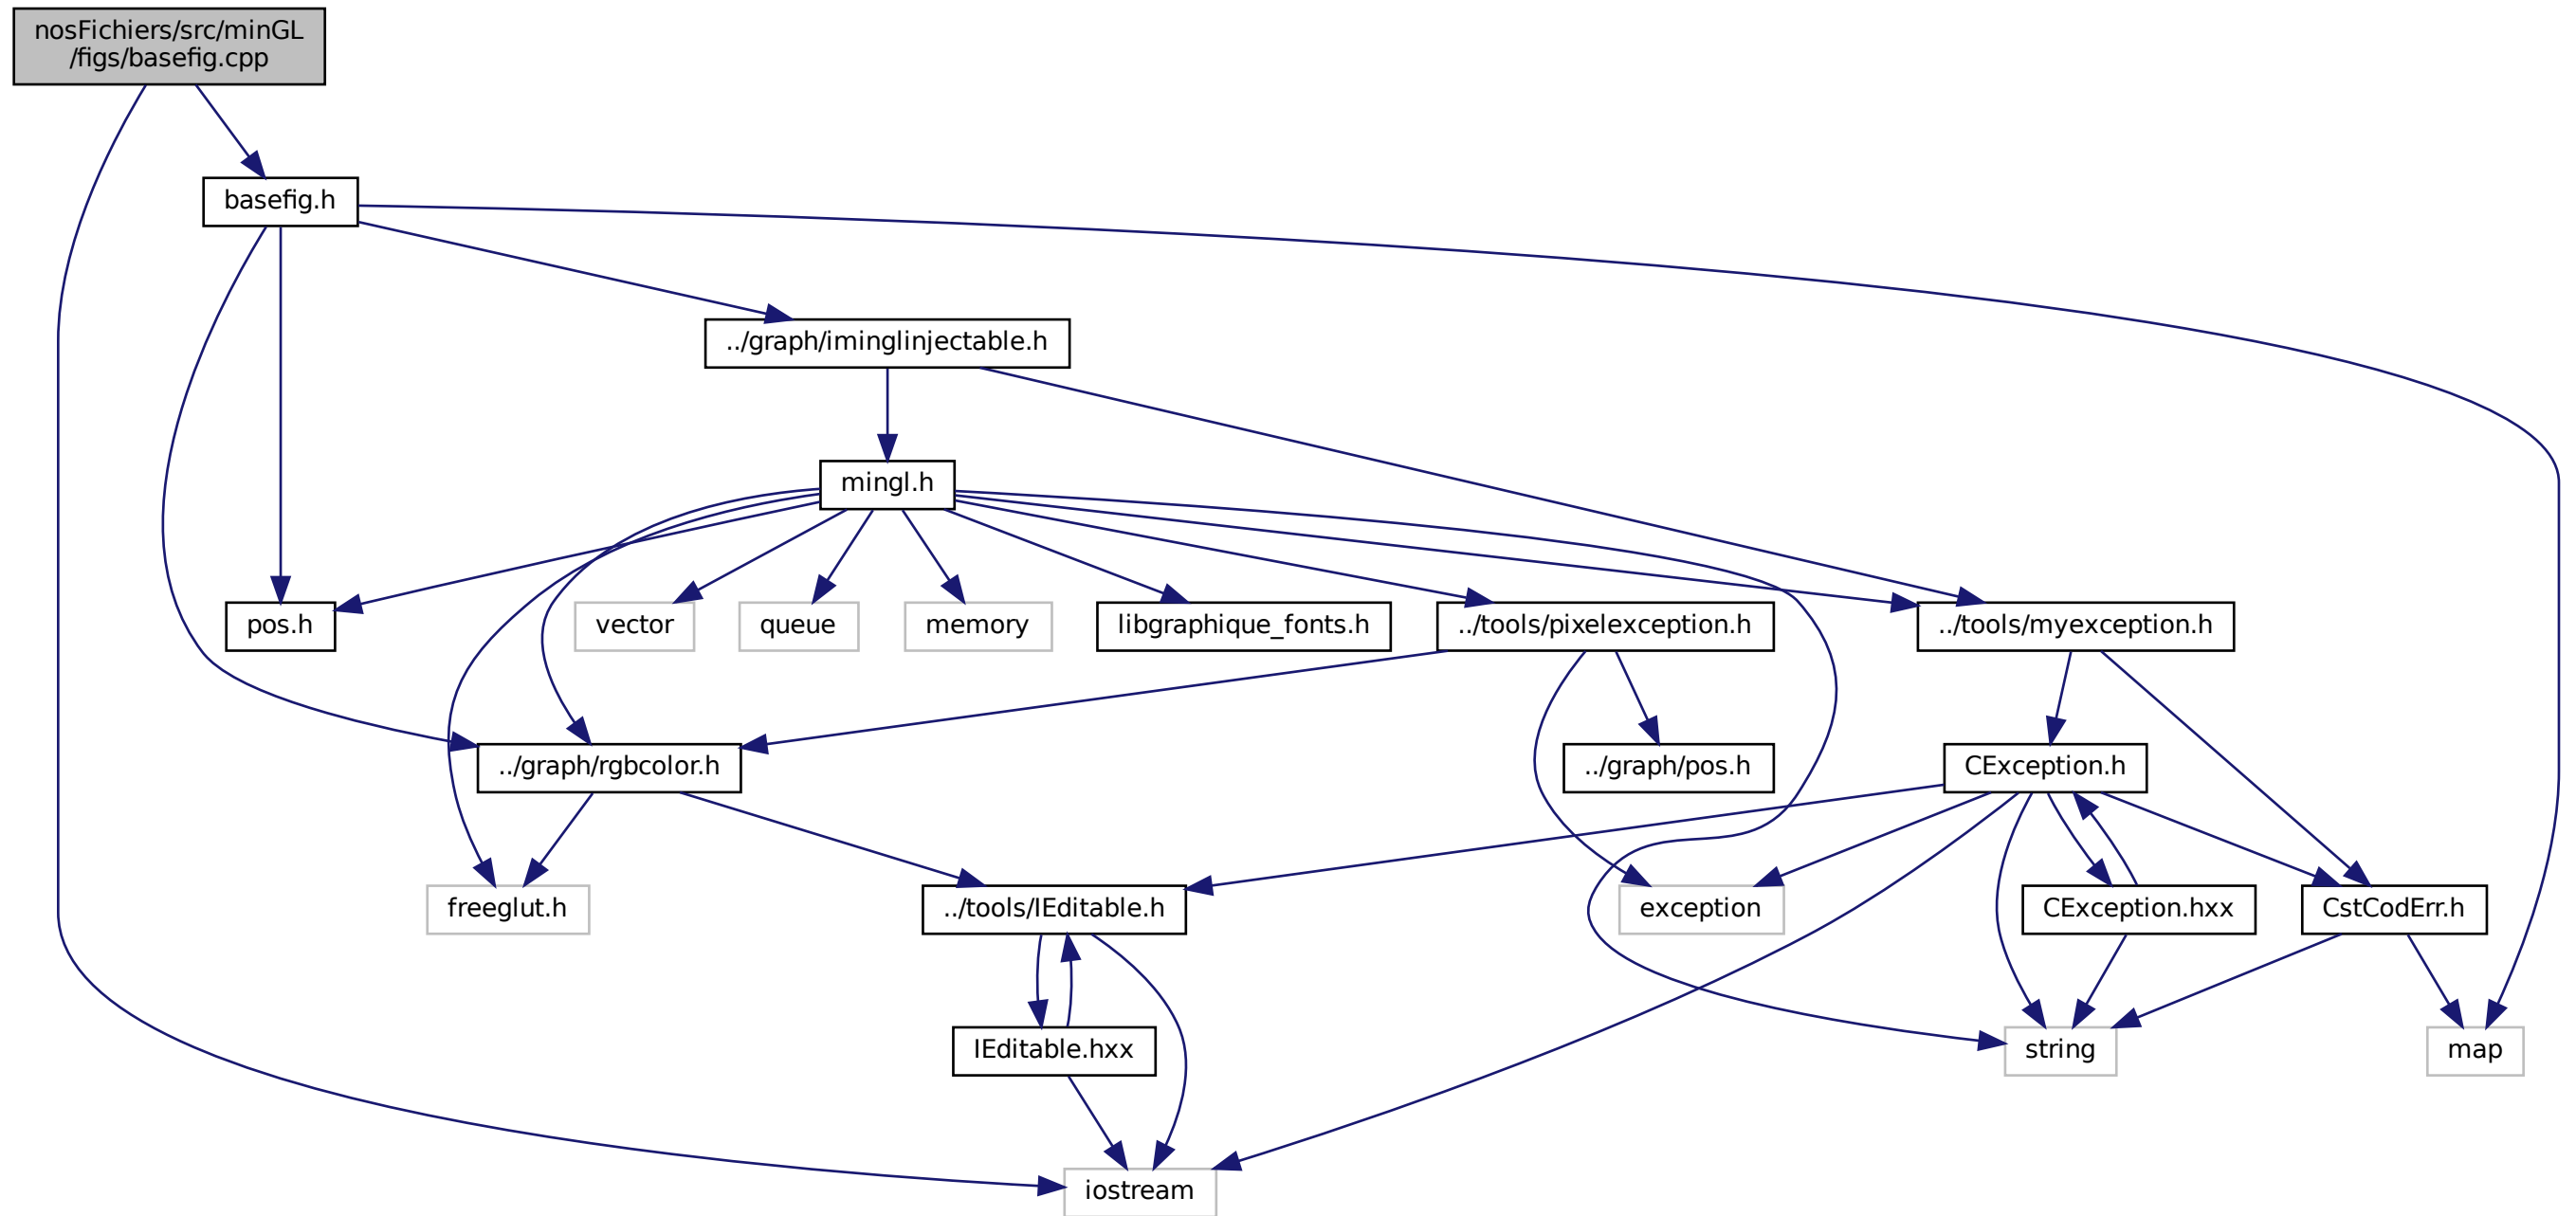 nosFichiers/src/minGL
/figs/basefig.cpp
basefig.h
../graph/iminglinjectable.h
mingl.h
pos.h
vector
queue
memory
libgraphique_fonts.h
../tools/pixelexception.h
../tools/myexception.h
../graph/rgbcolor.h
../graph/pos.h
CException.h
freeglut.h
../tools/IEditable.h
exception
CException.hxx
CstCodErr.h
IEditable.hxx
string
map
iostream